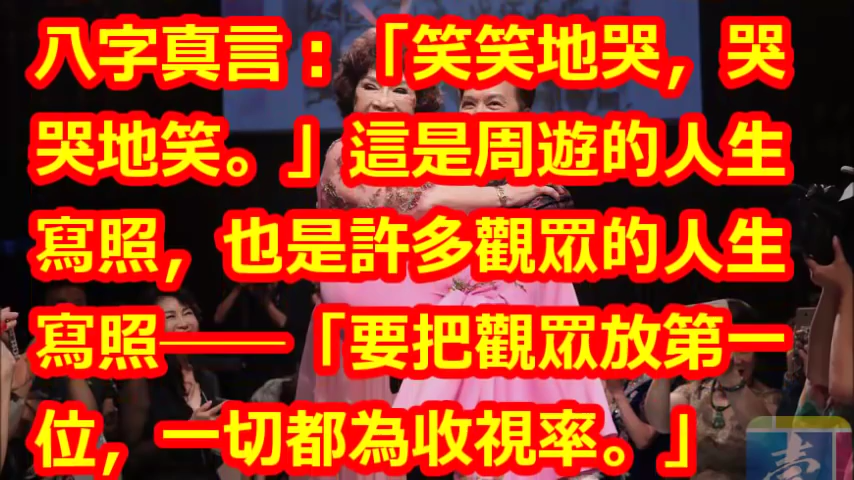 八字真言：「笑笑地哭，哭
哭地笑。」這是周遊的人生
寫照，也是許多觀眾的人生
寫照——「要把觀眾放第一
位，一切都為收視率。」
壹